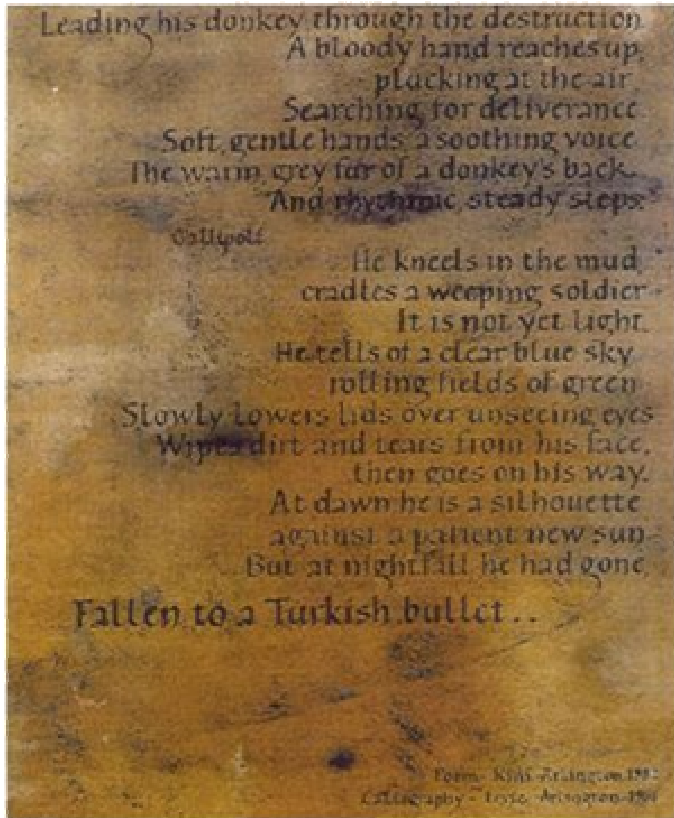 Leading his donkey through the destruction
A bloody hand reaches up,
plucking at the air,
Searching for deliverance
Soft, gentle hands, a soothing voice
The warm grey fur of a donkey's back.
And rhythmic, steady steps.
Gallipoli
He kneels in the mud,
cradles a weeping soldier
It is not yet light.
He tells of a clear blue sky
rolling fields of green
Slowly lowers lids over unseeing eyes
Wipes dirt and tears from his face,
then goes on his way.
At dawn he is a silhouette
against a patient new sun
But at nightfall he had gone,
Fallen to a Turkish bullet..
Poem - Arlington
Calligraphy - Arlington